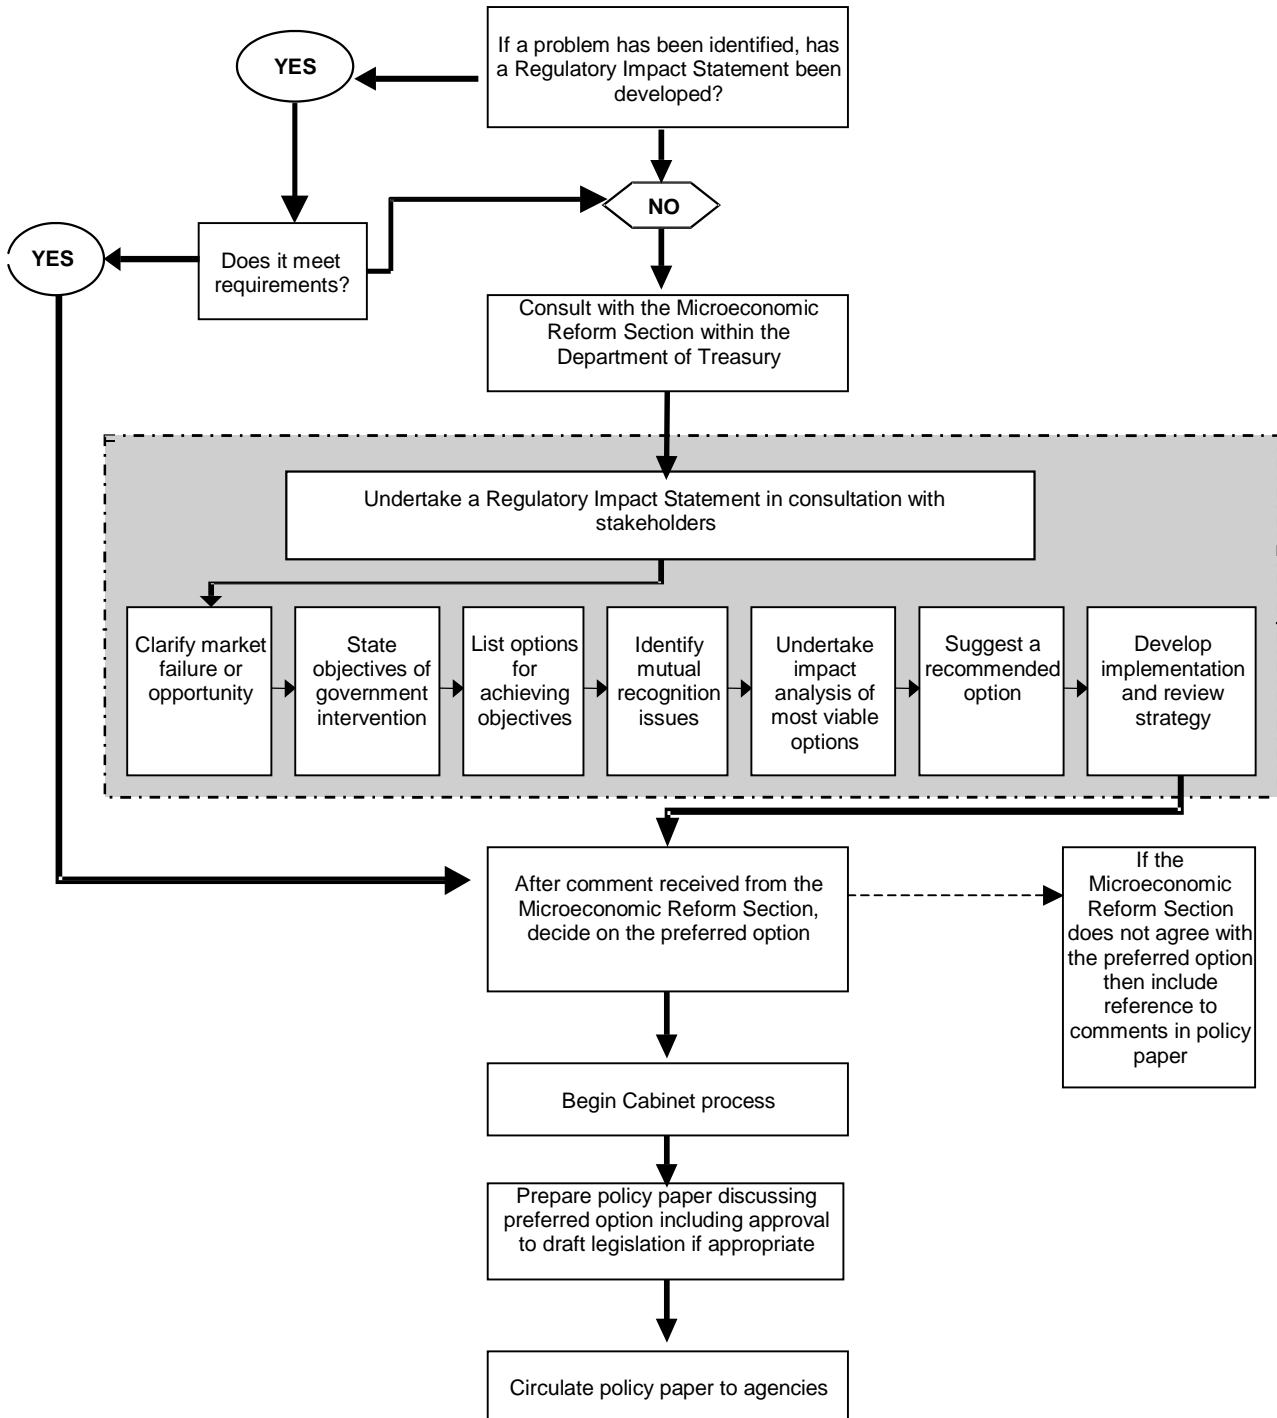 If a problem has been identified, has
a Regulatory Impact Statement been
developed?
YES
NO
YES
Does it meet
requirements?
Consult with the Microeconomic
Reform Section within the
Department of Treasury
Undertake a Regulatory Impact Statement in consultation with
stakeholders
Clarify market
failure or
opportunity
State
objectives of
government
intervention
List options
for
achieving
objectives
Identify
mutual
recognition
issues
Undertake
impact
analysis of
most viable
options
Suggest a
recommended
option
Develop
implementation
and review
strategy
After comment received from the
Microeconomic Reform Section,
decide on the preferred option
If the
Microeconomic
Reform Section
does not agree with
the preferred option
then include
reference to
comments in policy
paper
Begin Cabinet process
Prepare policy paper discussing
preferred option including approval
to draft legislation if appropriate
Circulate policy paper to agencies